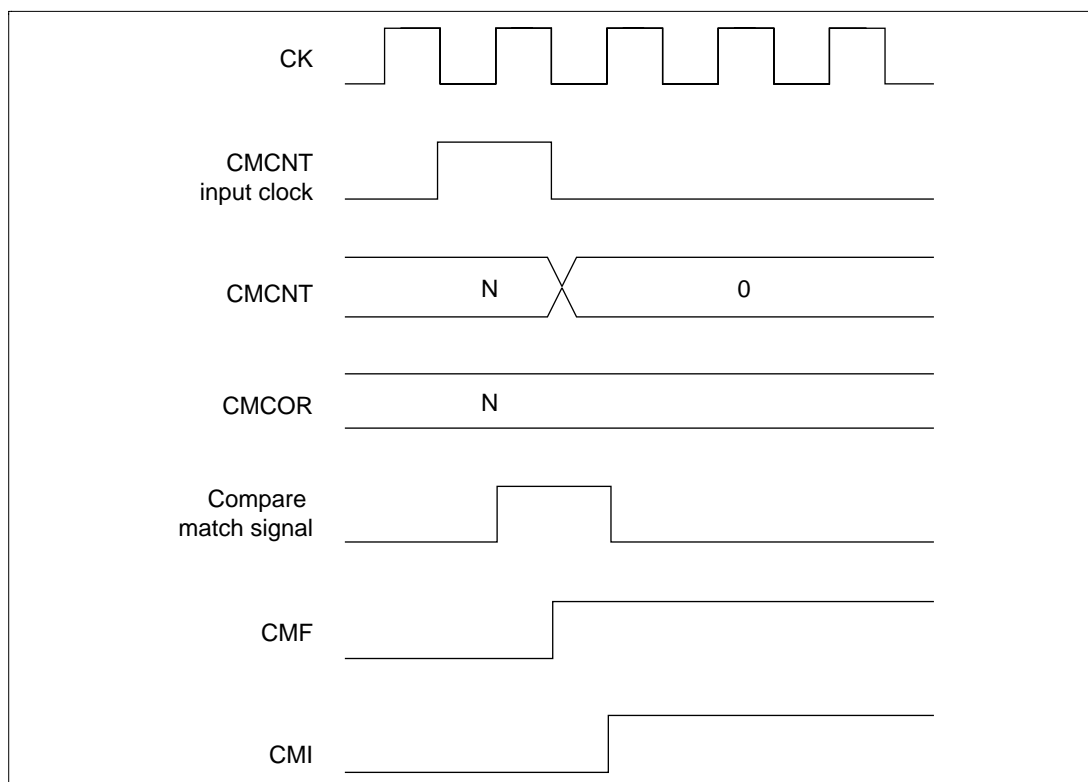 CK
CMCNT
input clock
CMCNT
N
0
CMCOR
N
Compare
match signal
CMF
CMI